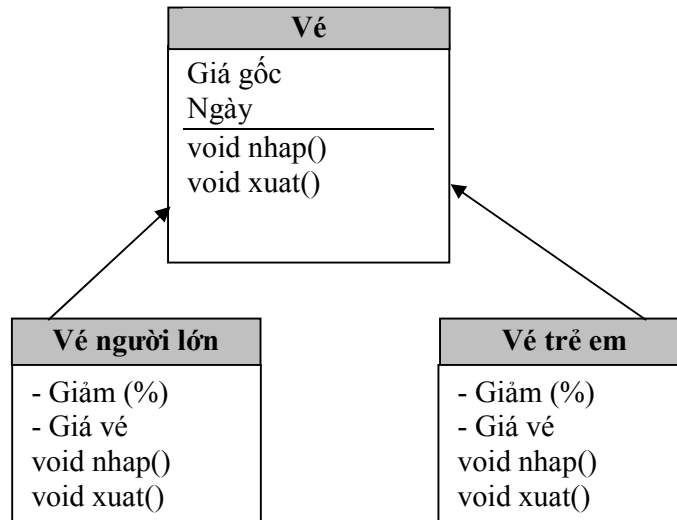 Vé
Giá gốc
Ngày
void nhap()
void xuat()
Vé người lớn
- Giảm (%)
- Giá vé
void nhap()
void xuat()
Vé trẻ em
- Giảm (%)
- Giá vé
void nhap()
void xuat()